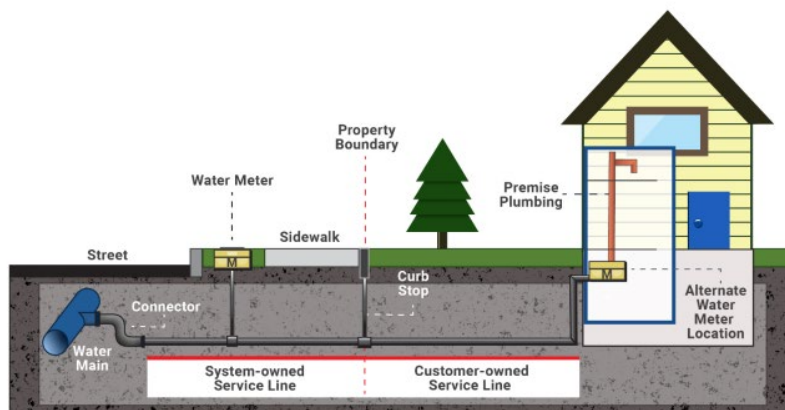 Property
Boundary
Water Meter
Premise
Plumbing
Sidewalk
Street
M
Curb
Stop
M
Connector
Alternate
Water
Meter
Location
Water
Main
System-owned
Service Line
Customer-owned
Service Line